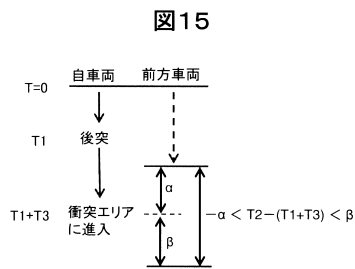 図15
自車両 前方車両
T=0
T1 後突
α
T1+T3 衝突エリア
に進入
−α < T2−(T1+T3) < β
β